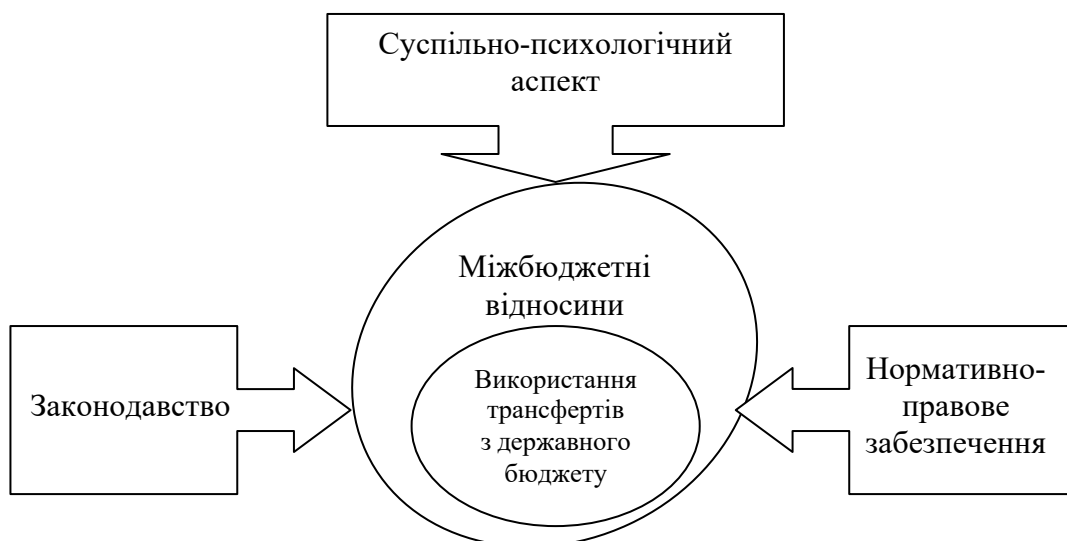 Суспільно-психологічний
аспект
Міжбюджетні
відносини
Законодавство
Використання
трансфертів
з державного
бюджету
Нормативно-
правове
забезпечення